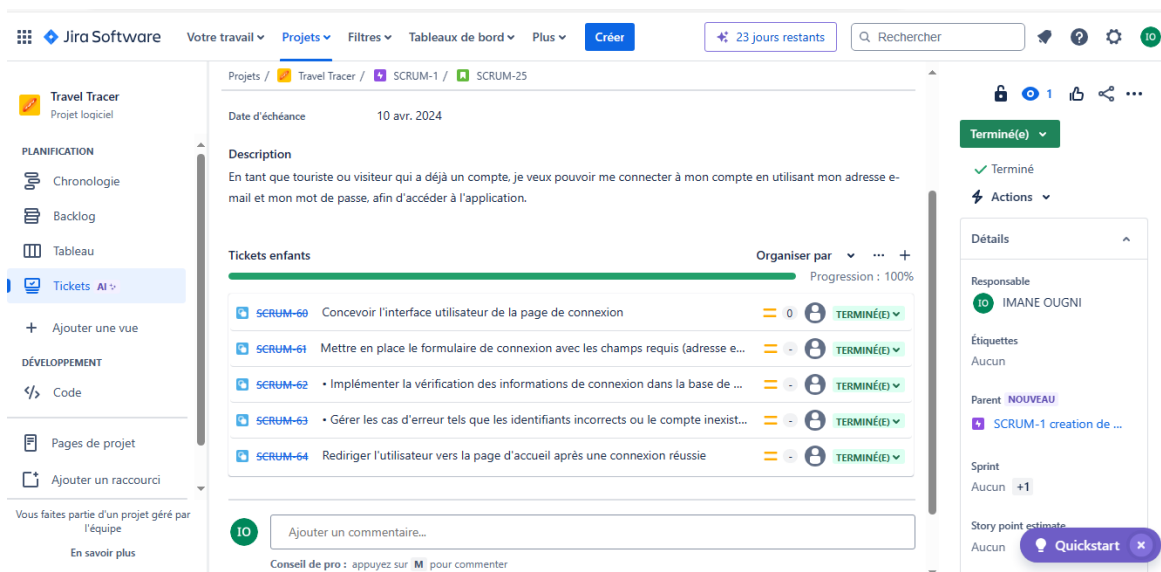 Jira Software Votre travail Projets Filtres Tableaux de bord Plus Créer 23 jours restants Rechercher IO
Travel Tracer
Projet logiciel
PLANIFICATION
Chronologie
Backlog
Tableau
Tickets AI
Ajouter une vue
DÉVELOPPEMENT
Code
Pages de projet
Ajouter un raccourci
Vous faites partie d'un projet géré par
l'équipe
En savoir plus
Projets / Travel Tracer / SCRUM-1 / SCRUM-25
Date d'échéance 10 avr. 2024
Description
En tant que touriste ou visiteur qui a déjà un compte, je veux pouvoir me connecter à mon compte en utilisant mon adresse e-
mail et mon mot de passe, afin d'accéder à l'application.
Tickets enfants Organiser par
Progression : 100%
SCRUM-60 Concevoir l'interface utilisateur de la page de connexion 0 TERMINÉ(E)
SCRUM-61 Mettre en place le formulaire de connexion avec les champs requis (adresse e... - TERMINÉ(E)
SCRUM-62 • Implémenter la vérification des informations de connexion dans la base de ... - TERMINÉ(E)
SCRUM-63 • Gérer les cas d'erreur tels que les identifiants incorrects ou le compte inexist... - TERMINÉ(E)
SCRUM-64 Rediriger l'utilisateur vers la page d'accueil après une connexion réussie - TERMINÉ(E)
IO Ajouter un commentaire...
Conseil de pro : appuyez sur M pour commenter
1
Terminé(e)
Terminé
Actions
Détails
Responsable
IO IMANE OUGNI
Étiquettes
Aucun
Parent NOUVEAU
SCRUM-1 creation de ...
Sprint
Aucun +1
Story point estimate
Aucun
Quickstart